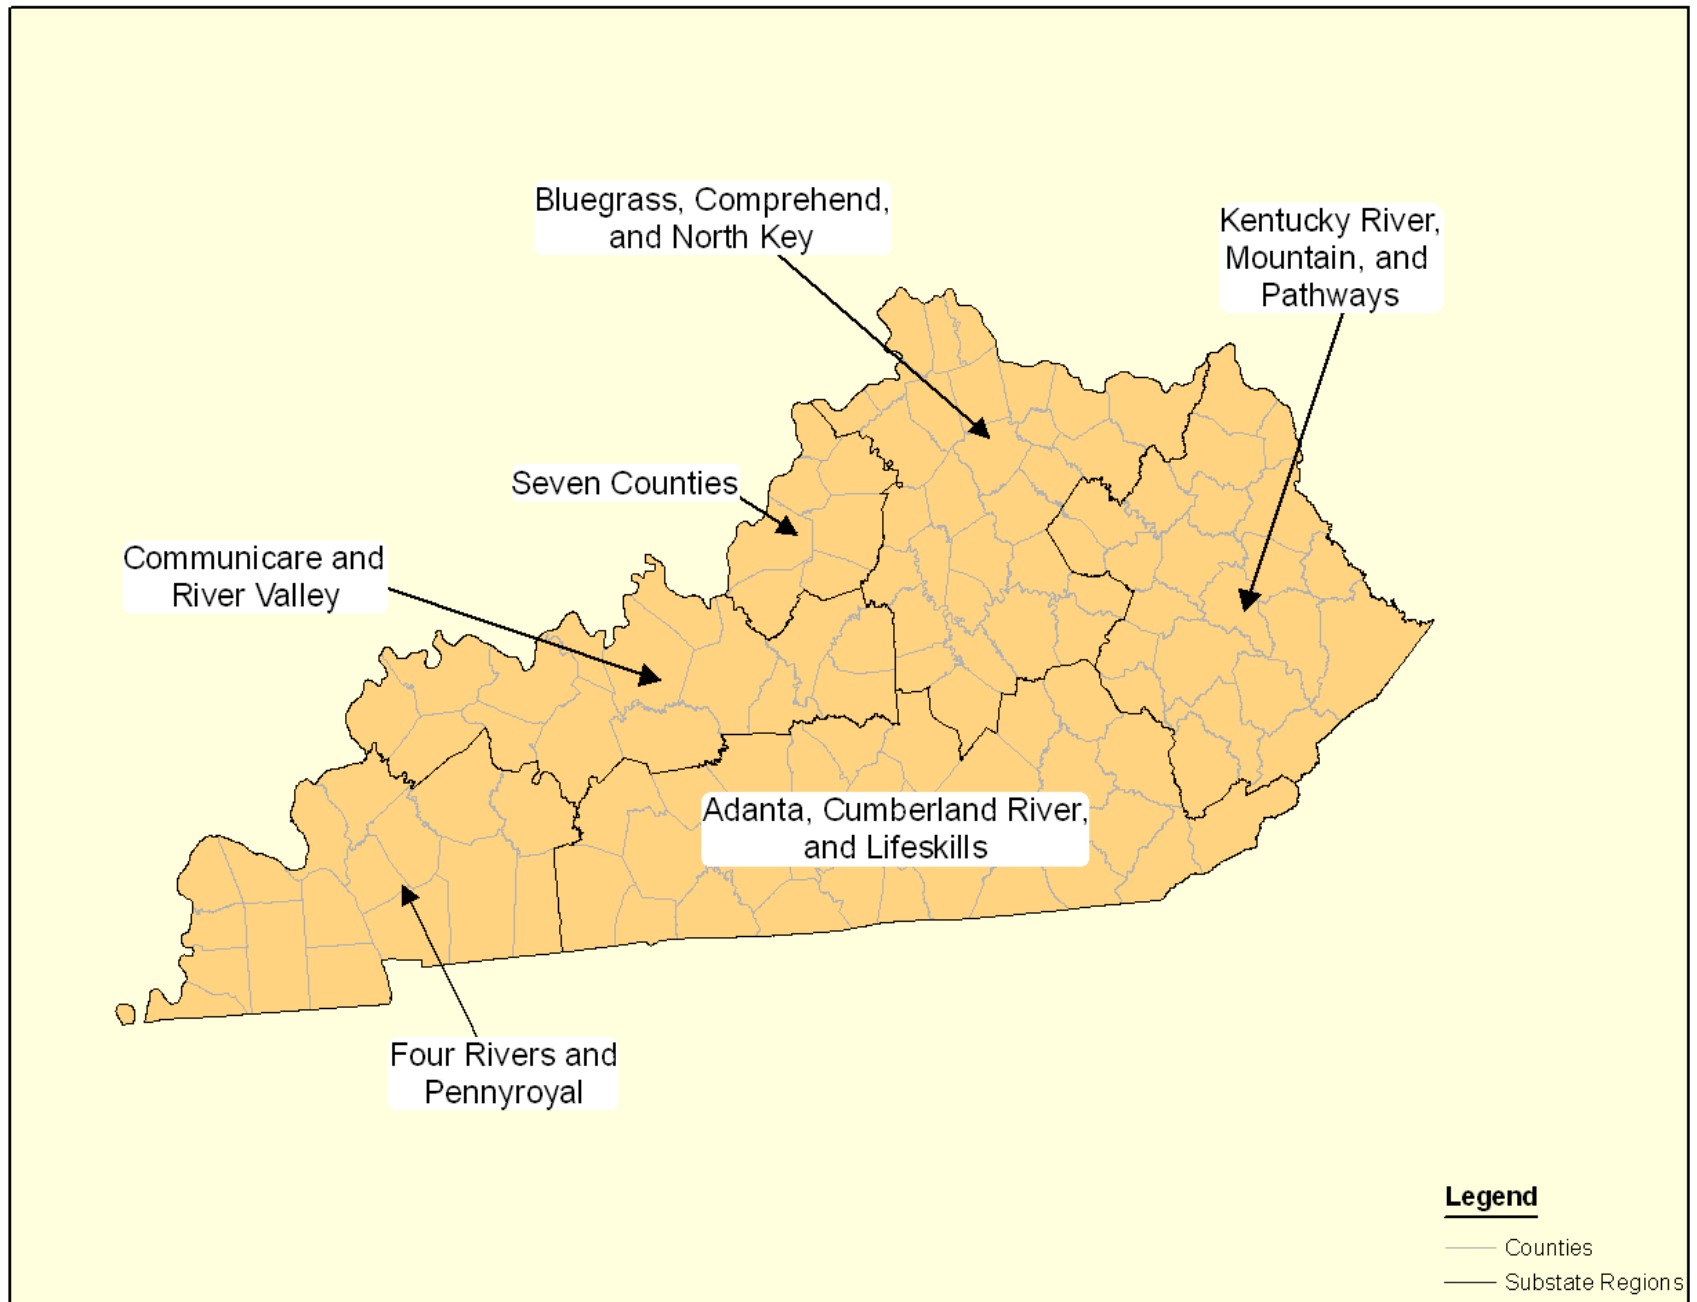 Bluegrass, Comprehend,
and North Key
Kentucky River,
Mountain, and
Pathways
Seven Counties
Communicare and
River Valley
Adanta, Cumberland River,
and Lifeskills
Four Rivers and
Pennyroyal
Legend
Counties
Substate Regions